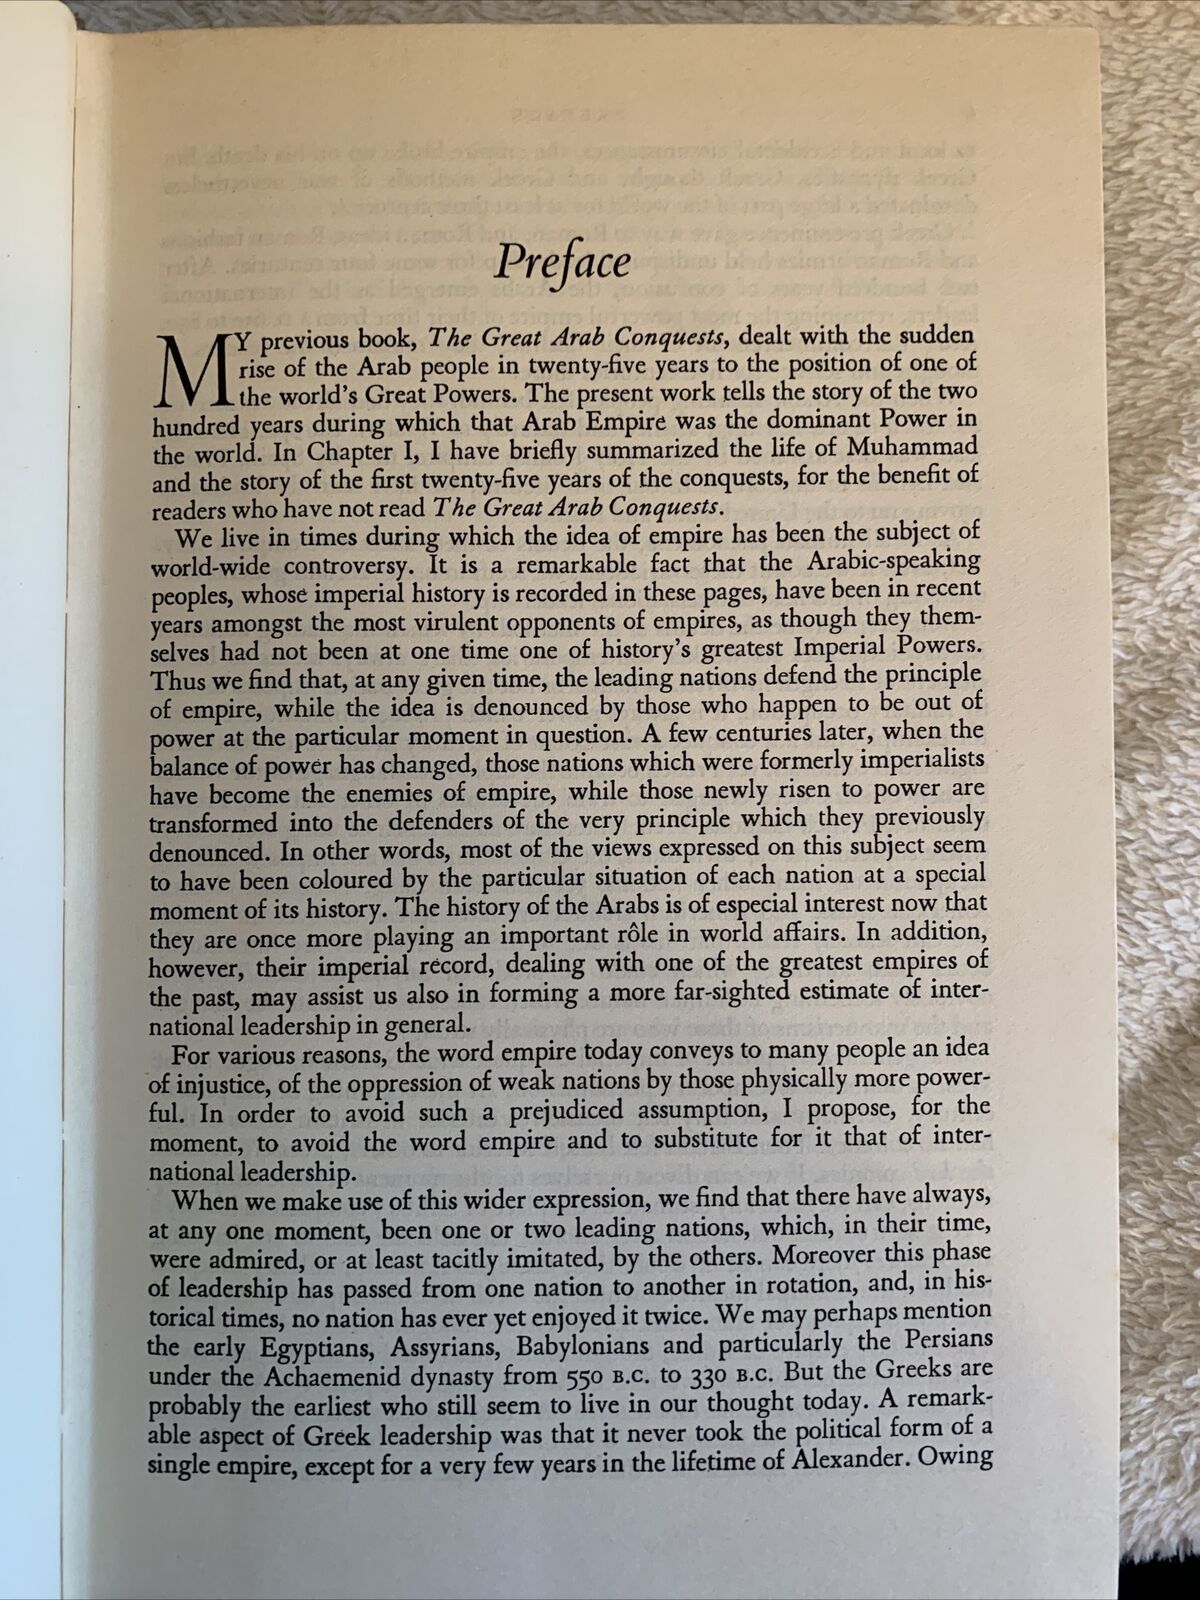 Preface
MY previous book, The Great Arab Conquests, dealt with the sudden
rise of the Arab people in twenty-five years to the position of one of
the world's Great Powers. The present work tells the story of the two
hundred years during which that Arab Empire was the dominant Power in
the world. In Chapter I, I have briefly summarized the life of Muhammad
and the story of the first twenty-five years of the conquests, for the benefit of
readers who have not read The Great Arab Conquests.
We live in times during which the idea of empire has been the subject of
world-wide controversy. It is a remarkable fact that the Arabic-speaking
peoples, whose imperial history is recorded in these pages, have been in recent
years amongst the most virulent opponents of empires, as though they them-
selves had not been at one time one of history's greatest Imperial Powers.
Thus we find that, at any given time, the leading nations defend the principle
of empire, while the idea is denounced by those who happen to be out of
power at the particular moment in question. A few centuries later, when the
balance of power has changed, those nations which were formerly imperialists
have become the enemies of empire, while those newly risen to power are
transformed into the defenders of the very principle which they previously
denounced. In other words, most of the views expressed on this subject seem
to have been coloured by the particular situation of each nation at a special
moment of its history. The history of the Arabs is of especial interest now that
they are once more playing an important rôle in world affairs. In addition,
however, their imperial record, dealing with one of the greatest empires of
the past, may assist us also in forming a more far-sighted estimate of inter-
national leadership in general.
For various reasons, the word empire today conveys to many people an idea
of injustice, of the oppression of weak nations by those physically more power-
ful. In order to avoid such a prejudiced assumption, I propose, for the
moment, to avoid the word empire and to substitute for it that of inter-
national leadership.
When we make use of this wider expression, we find that there have always,
at any one moment, been one or two leading nations, which, in their time,
were admired, or at least tacitly imitated, by the others. Moreover this phase
of leadership has passed from one nation to another in rotation, and, in his-
torical times, no nation has ever yet enjoyed it twice. We may perhaps mention
the early Egyptians, Assyrians, Babylonians and particularly the Persians
under the Achaemenid dynasty from 550 B.C. to 330 B.C. But the Greeks are
probably the earliest who still seem to live in our thought today. A remark-
able aspect of Greek leadership was that it never took the political form of a
single empire, except for a very few years in the lifetime of Alexander. Owing